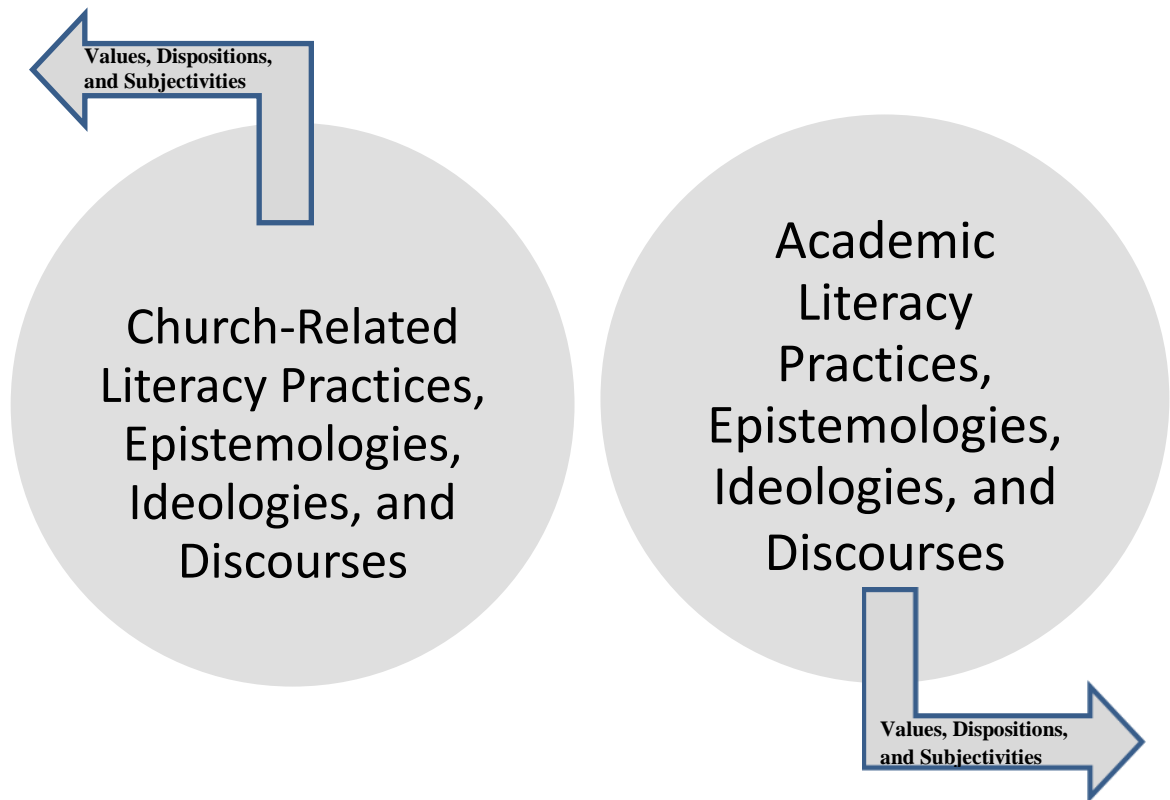 Values, Dispositions,
and Subjectivities
Church-Related
Literacy Practices,
Epistemologies,
Ideologies, and
Discourses
Academic
Literacy
Practices,
Epistemologies,
Ideologies, and
Discourses
Values, Dispositions,
and Subjectivities